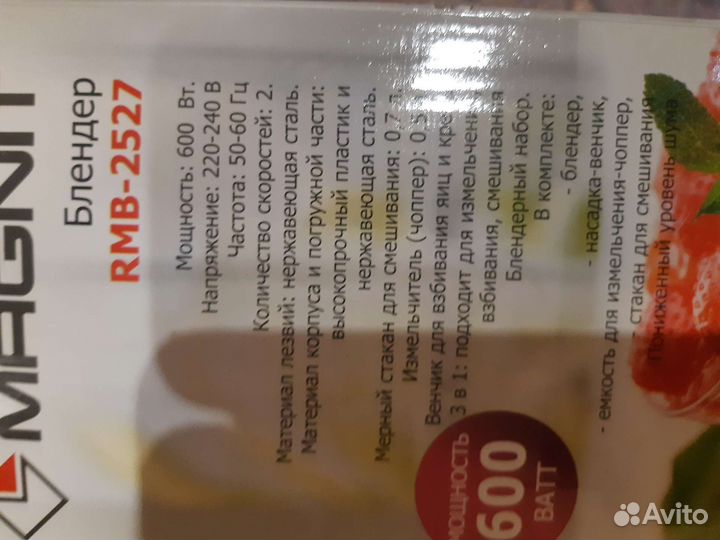 MAGNIT
Блендер
RMB-2527
Мощность: 600 Вт.
Напряжение: 220-240 В
Частота: 50-60 Гц
Количество скоростей: 2.
Материал лезвий: нержавеющая сталь.
Материал корпуса и погружной части:
высокопрочный пластик и
нержавеющая сталь.
Мерный стакан для смешивания: 0,7 л.
Измельчитель (чоппер): 0,5
Венчик для взбивания яиц и
3 в 1: подходит для измельчения,
взбивания, смешивания
Блендерный набор.
В комплекте:
- блендер,
- насадка-венчик,
- емкость для измельчения-чоппер,
- стакан для смешивания
Пониженный уровень шума
МОЩНОСТЬ
600
ВАТТ
Avito